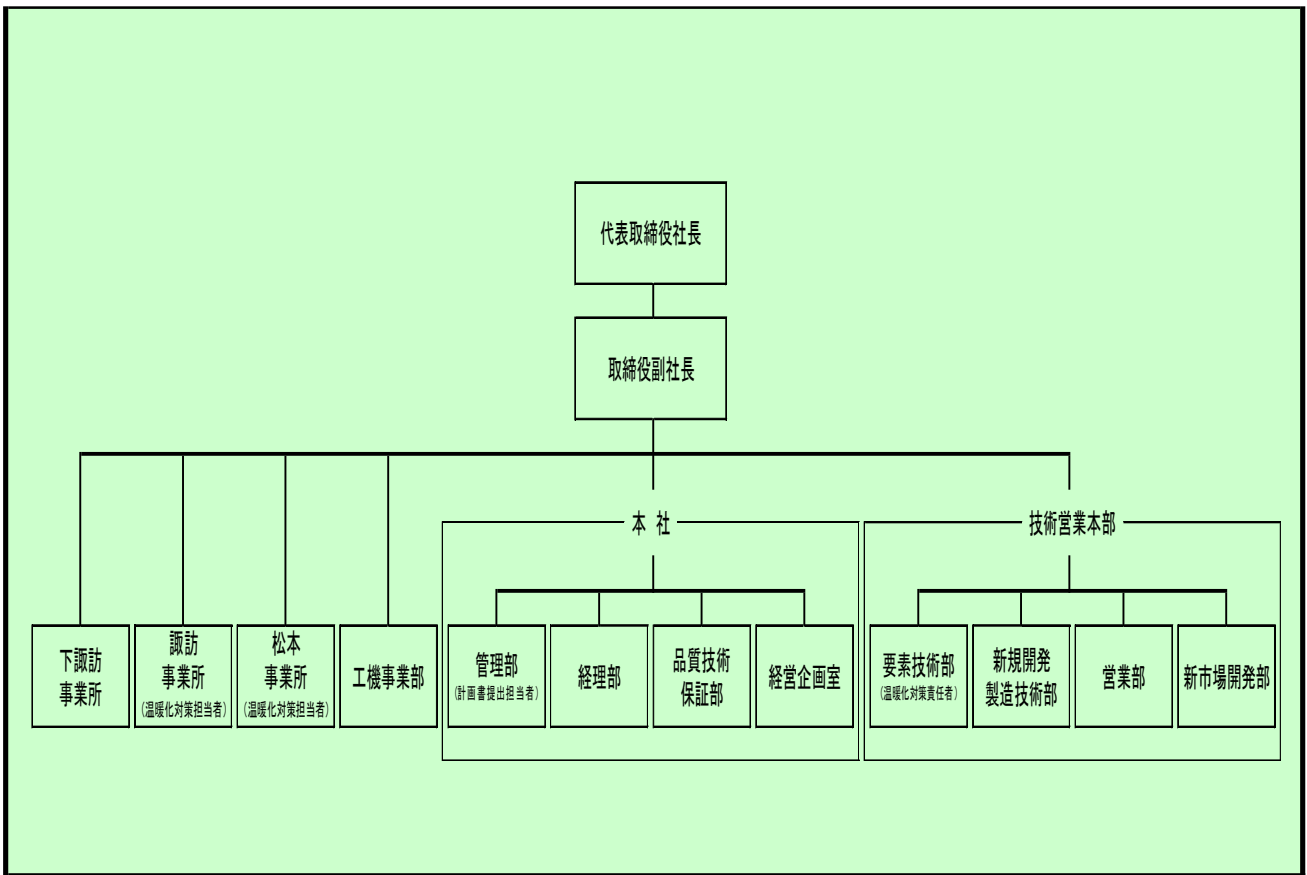 代表取締役社長
取締役副社長
本 社
技術営業本部
下諏訪
事業所
諏訪
事業所
(温暖化対策担当者)
松本
事業所
(温暖化対策担当者)
工機事業部
管理部
(計画書提出担当者)
経理部
品質技術
保証部
経営企画室
要素技術部
(温暖化対策責任者)
新規開発
製造技術部
営業部
新市場開発部